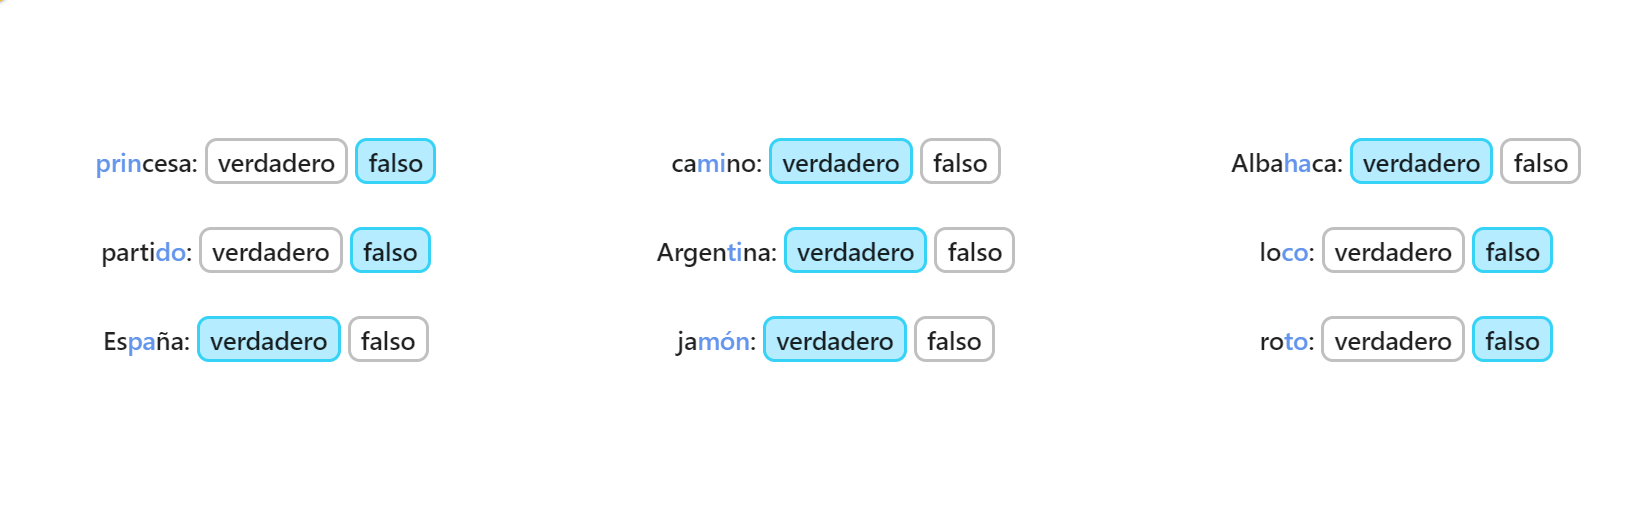 princesa: verdadero falso
camino: verdadero falso
Albahaca: verdadero falso
partido: verdadero falso
Argentina: verdadero falso
loco: verdadero falso
España: verdadero falso
jamón: verdadero falso
roto: verdadero falso